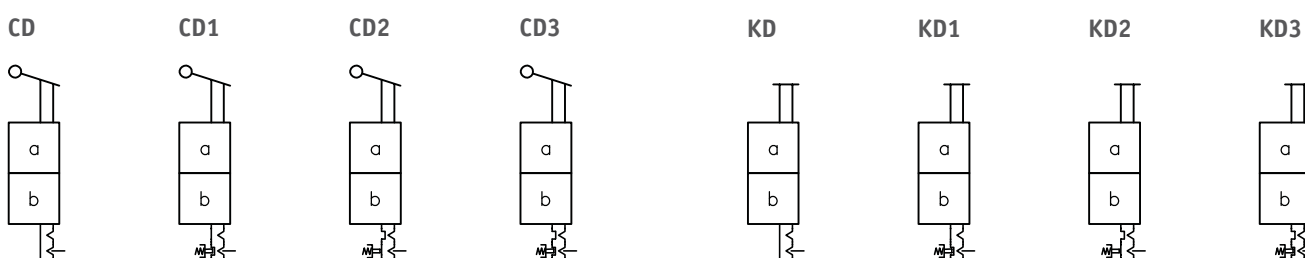 CD CD1 CD2 CD3 KD KD1 KD2 KD3
a a a a a a a a
b b b b b b b b